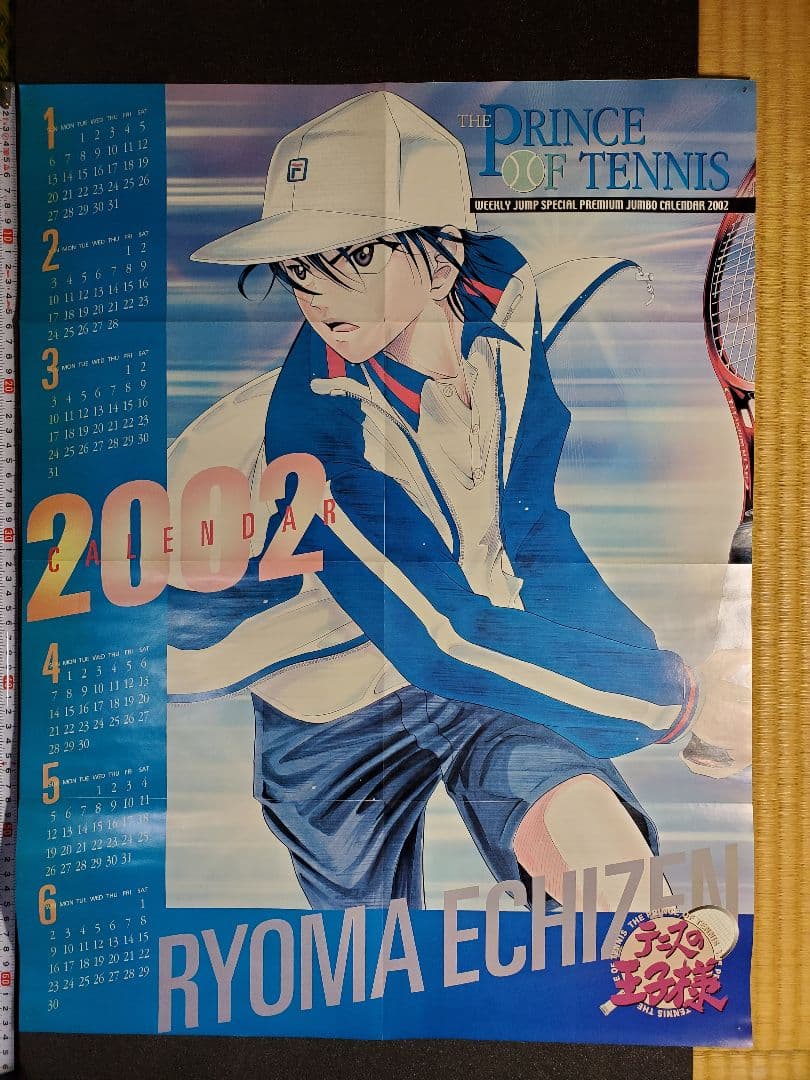 THE PRINCE
OF TENNIS
WEEKLY JUMP SPECIAL PREMIUM JUMBO CALENDAR 2002
1
SUN MON TUE WED THU FRI SAT
1 2 3 4 5
6 7 8 9 10 11 12
13 14 15 16 17 18 19
20 21 22 23 24 25 26
27 28 29 30 31
2
SUN MON TUE WED THU FRI SAT
1 2
3 4 5 6 7 8 9
10 11 12 13 14 15 16
17 18 19 20 21 22 23
24 25 26 27 28
3
SUN MON TUE WED THU FRI SAT
1 2
3 4 5 6 7 8 9
10 11 12 13 14 15 16
17 18 19 20 21 22 23
24 25 26 27 28 29 30
31
2002
CALENDAR
4
SUN MON TUE WED THU FRI SAT
1 2 3 4 5 6
7 8 9 10 11 12 13
14 15 16 17 18 19 20
21 22 23 24 25 26 27
28 29 30
5
SUN MON TUE WED THU FRI SAT
1 2 3 4
5 6 7 8 9 10 11
12 13 14 15 16 17 18
19 20 21 22 23 24 25
26 27 28 29 30 31
6
SUN MON TUE WED THU FRI SAT
1
2 3 4 5 6 7 8
9 10 11 12 13 14 15
16 17 18 19 20 21 22
23 24 25 26 27 28 29
30
RYOMA ECHIZEN
テニスの
王子様
THE PRINCE OF TENNIS